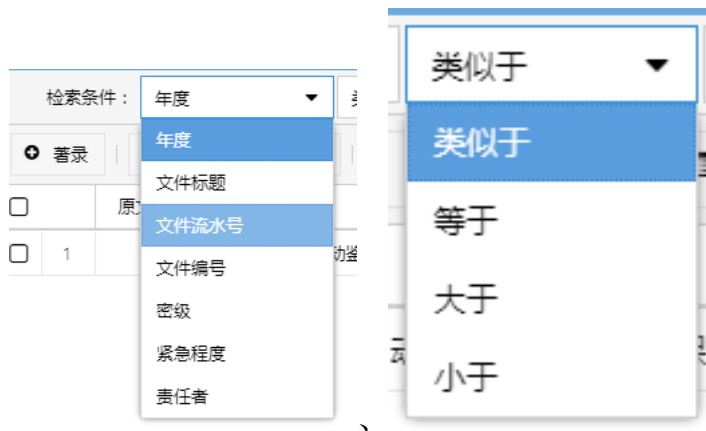 检索条件： 年度
年度
著录
文件标题
文件流水号
1
文件编号
密级
紧急程度
责任者
、
类似于
类似于
等于
大于
小于